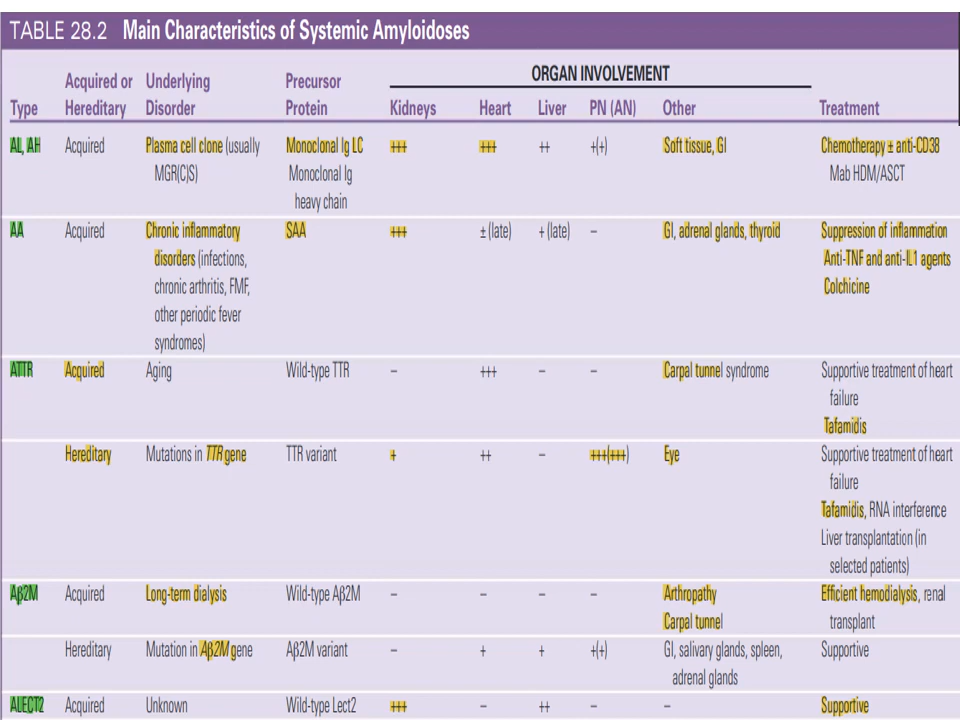 TABLE 28.2 Main Characteristics of Systemic Amyloidoses
ORGAN INVOLVEMENT
Acquired or Underlying Precursor
Type Hereditary Disorder Protein Kidneys Heart Liver PN (AN) Other Treatment
AL, AH Acquired Plasma cell clone (usually Monoclonal Ig LC +++ +++ ++ +(+) Soft tissue, GI Chemotherapy ± anti-CD38
MGR(C)S) Monoclonal Ig Mab HDM/ASCT
heavy chain
AA Acquired Chronic inflammatory SAA +++ ± (late) + (late) – GI, adrenal glands, thyroid Suppression of inflammation
disorders (infections, Anti-TNF and anti-IL1 agents
chronic arthritis, FMF, Colchicine
other periodic fever
syndromes)
ATTR Acquired Aging Wild-type TTR – +++ – – Carpal tunnel syndrome Supportive treatment of heart
failure
Tafamidis
Hereditary Mutations in TTR gene TTR variant + ++ – +++(+++) Eye Supportive treatment of heart
failure
Tafamidis, RNA interference
Liver transplantation (in
selected patients)
Aβ2M Acquired Long-term dialysis Wild-type Aβ2M – – – – Arthropathy Efficient hemodialysis, renal
Carpal tunnel transplant
Hereditary Mutation in Aβ2M gene Aβ2M variant – + + +(+) GI, salivary glands, spleen, Supportive
adrenal glands
ALECT2 Acquired Unknown Wild-type Lect2 +++ – ++ – – Supportive